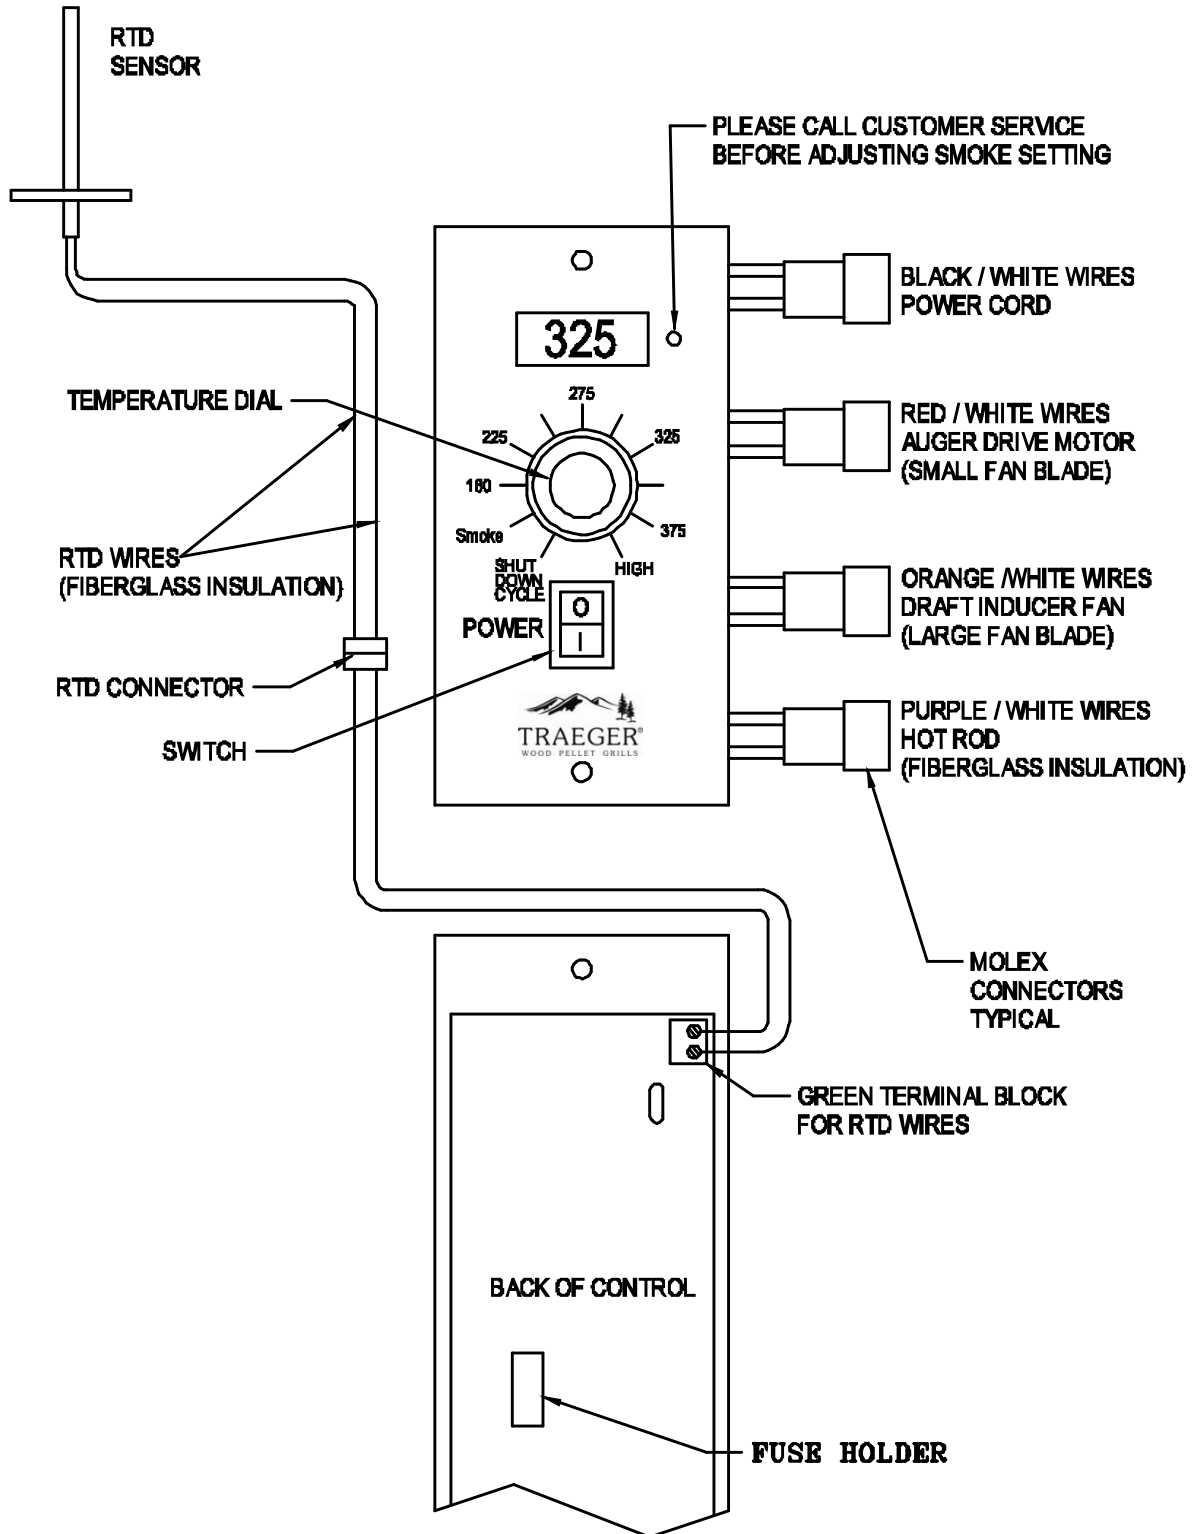 RTD
SENSOR
PLEASE CALL CUSTOMER SERVICE
BEFORE ADJUSTING SMOKE SETTING
BLACK / WHITE WIRES
POWER CORD
325
TEMPERATURE DIAL
275
225
325
160
375
Smoke
SHUT
DOWN
CYCLE
HIGH
RED / WHITE WIRES
AUGER DRIVE MOTOR
(SMALL FAN BLADE)
RTD WIRES
(FIBERGLASS INSULATION)
ORANGE /WHITE WIRES
DRAFT INDUCER FAN
(LARGE FAN BLADE)
POWER
O
I
RTD CONNECTOR
SWITCH
TRAEGER®
WOOD PELLET GRILLS
PURPLE / WHITE WIRES
HOT ROD
(FIBERGLASS INSULATION)
MOLEX
CONNECTORS
TYPICAL
GREEN TERMINAL BLOCK
FOR RTD WIRES
BACK OF CONTROL
FUSE HOLDER